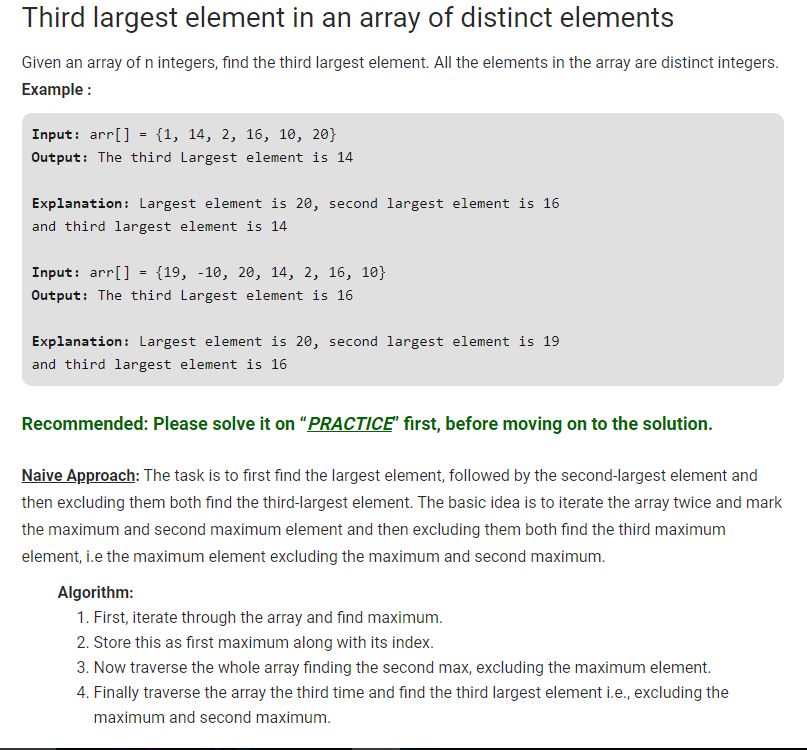 Third largest element in an array of distinct elements
Given an array of n integers, find the third largest element. All the elements in the array are distinct integers.
Example :
Input: arr[] = {1, 14, 2, 16, 10, 20}
Output: The third Largest element is 14
Explanation: Largest element is 20, second largest element is 16
and third largest element is 14
Input: arr[] = {19, -10, 20, 14, 2, 16, 10}
Output: The third Largest element is 16
Explanation: Largest element is 20, second largest element is 19
and third largest element is 16
Recommended: Please solve it on “PRACTICE” first, before moving on to the solution.
Naive Approach: The task is to first find the largest element, followed by the second-largest element and
then excluding them both find the third-largest element. The basic idea is to iterate the array twice and mark
the maximum and second maximum element and then excluding them both find the third maximum
element, i.e the maximum element excluding the maximum and second maximum.
Algorithm:
1. First, iterate through the array and find maximum.
2. Store this as first maximum along with its index.
3. Now traverse the whole array finding the second max, excluding the maximum element.
4. Finally traverse the array the third time and find the third largest element i.e., excluding the
maximum and second maximum.